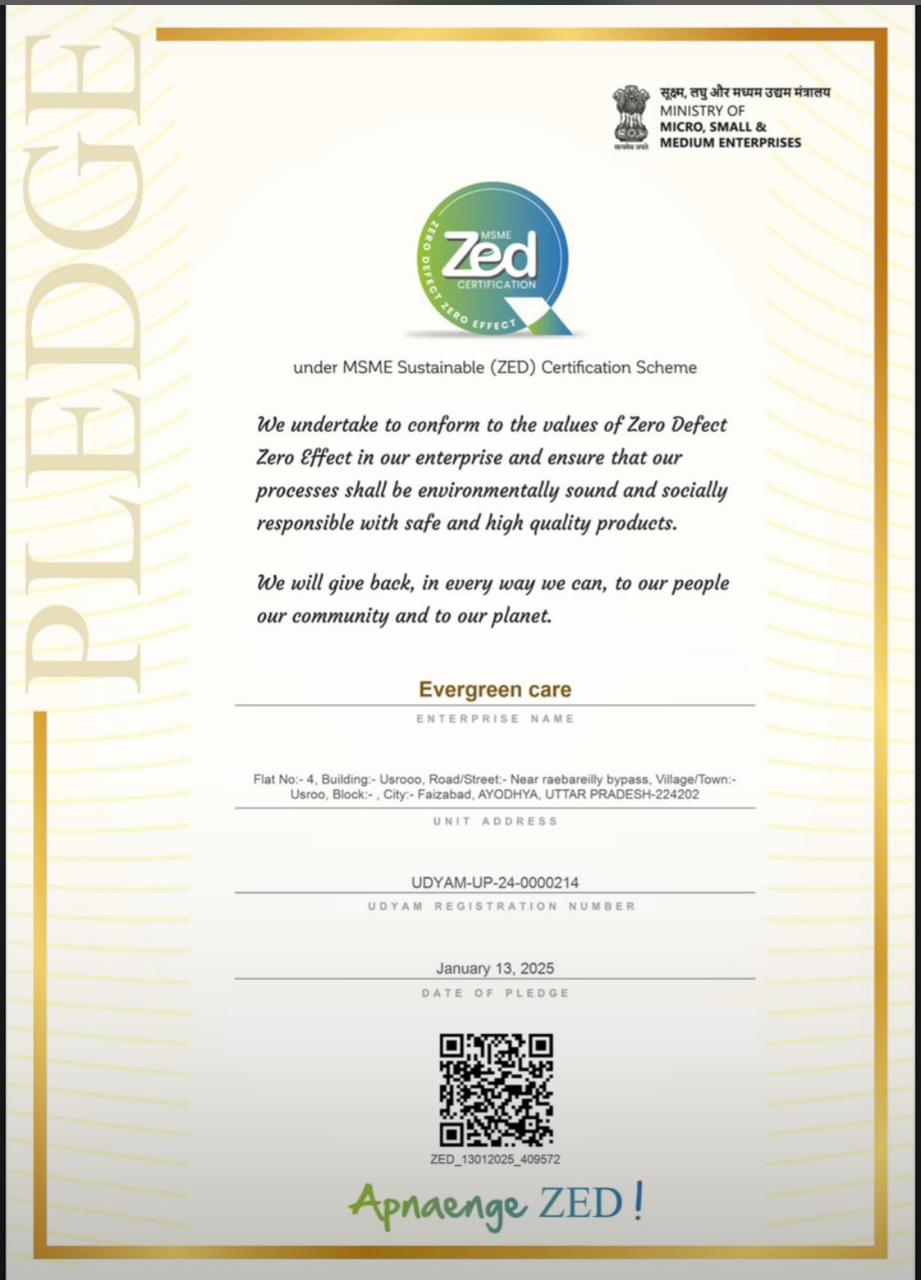 PLEDGE
सूक्ष्म, लघु और मध्यम उद्यम मंत्रालय
MINISTRY OF
MICRO, SMALL &
MEDIUM ENTERPRISES
सत्यमेव जयते
MSME
Zed
CERTIFICATION
ZERO DEFECT ZERO EFFECT
under MSME Sustainable (ZED) Certification Scheme
We undertake to conform to the values of Zero Defect
Zero Effect in our enterprise and ensure that our
processes shall be environmentally sound and socially
responsible with safe and high quality products.
We will give back, in every way we can, to our people
our community and to our planet.
Evergreen care
ENTERPRISE NAME
Flat No:- 4, Building:- Usrooo, Road/Street:- Near raebareilly bypass, Village/Town:-
Usroo, Block:- , City:- Faizabad, AYODHYA, UTTAR PRADESH-224202
UNIT ADDRESS
UDYAM-UP-24-0000214
UDYAM REGISTRATION NUMBER
January 13, 2025
DATE OF PLEDGE
ZED_13012025_409572
Apnaenge ZED !